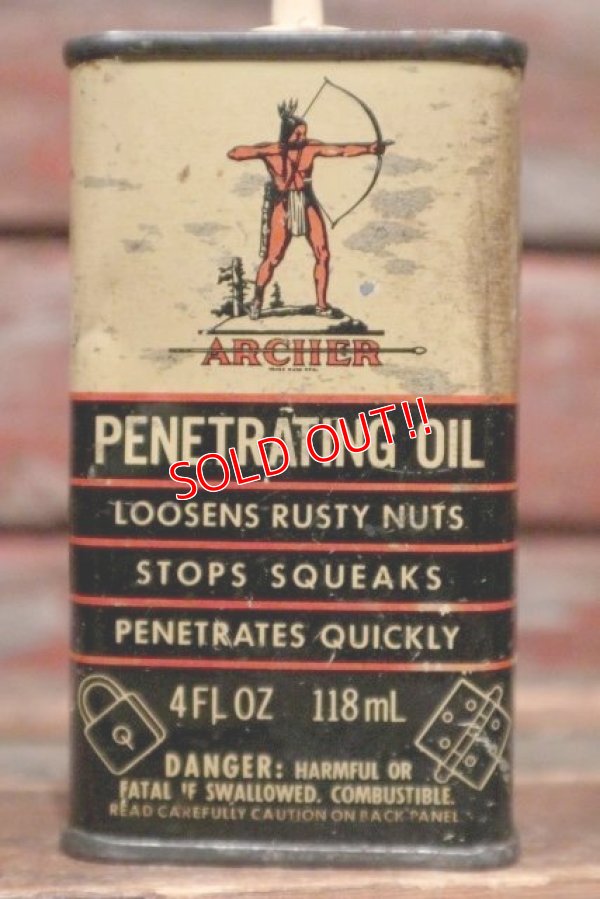 ARCHER
PENETRATING OIL
SOLD OUT!!
LOOSENS RUSTY NUTS
STOPS SQUEAKS
PENETRATES QUICKLY
4 FL OZ 118 mL
DANGER: HARMFUL OR
FATAL IF SWALLOWED. COMBUSTIBLE.
READ CAREFULLY CAUTION ON BACK PANEL